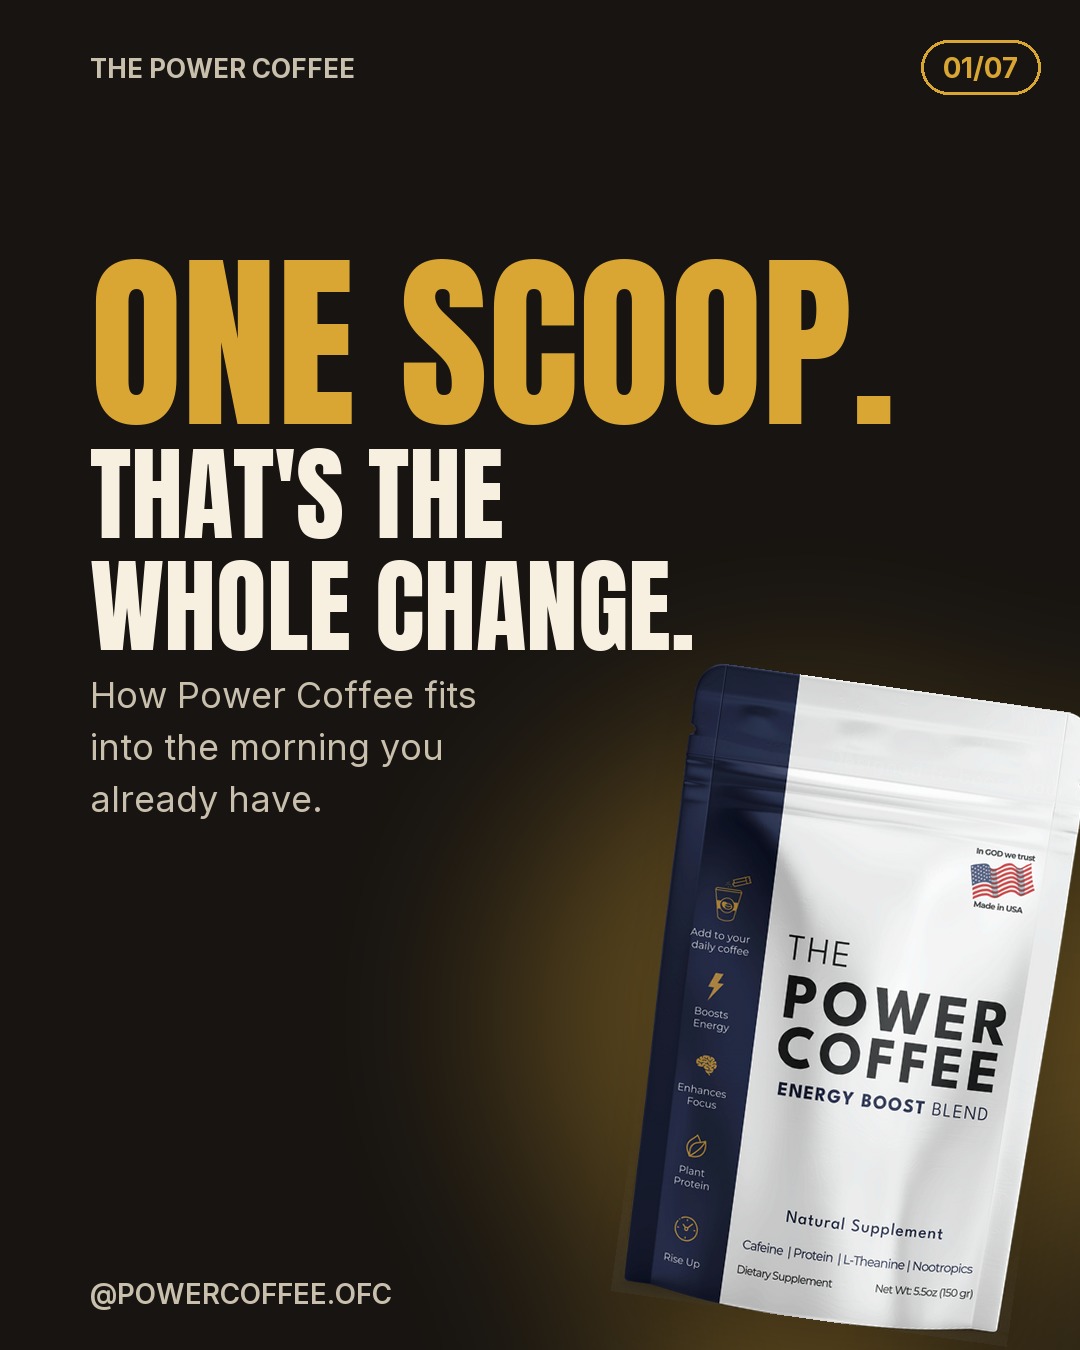 THE POWER COFFEE
01/07
ONE SCOOP.
THAT'S THE
WHOLE CHANGE.
How Power Coffee fits
into the morning you
already have.
In GOD we trust
Made in USA
Add to your
daily coffee
Boosts
Energy
Enhances
Focus
Plant
Protein
Rise Up
THE
POWER
COFFEE
ENERGY BOOST BLEND
Natural Supplement
Cafeine | Protein | L-Theanine | Nootropics
Dietary Supplement
Net Wt: 5.5oz (150 gr)
@POWERCOFFEE.OFC